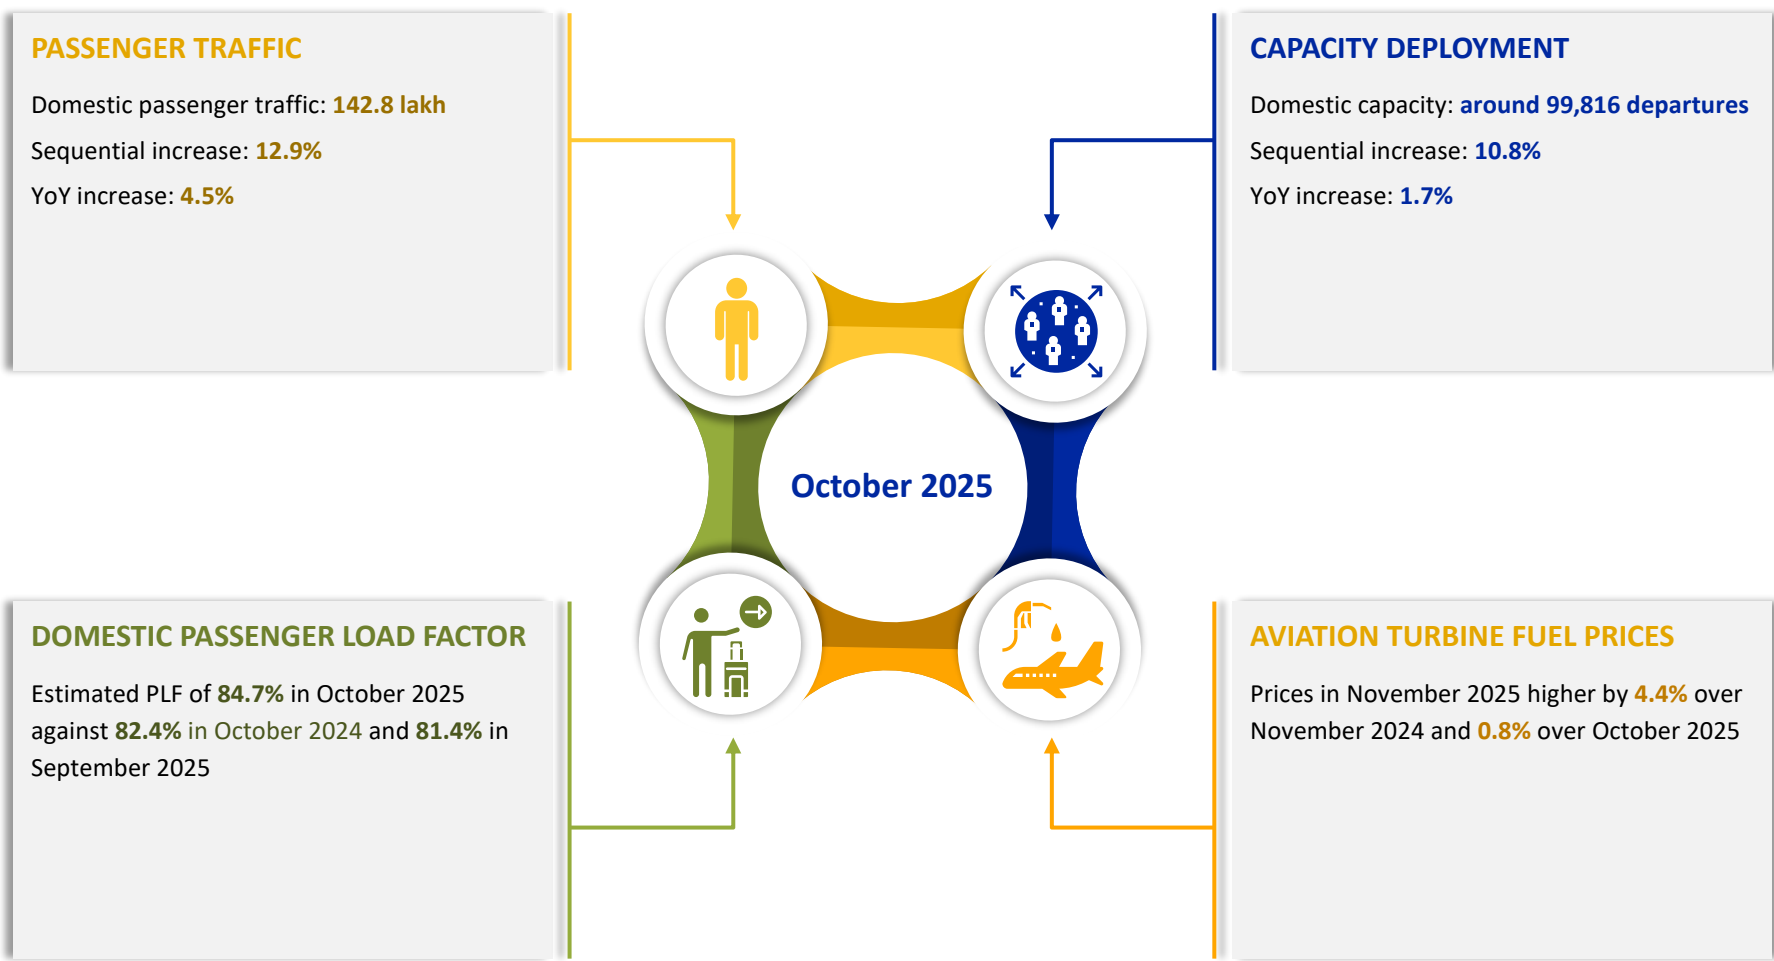 PASSENGER TRAFFIC
Domestic passenger traffic: 142.8 lakh
Sequential increase: 12.9%
YoY increase: 4.5%
CAPACITY DEPLOYMENT
Domestic capacity: around 99,816 departures
Sequential increase: 10.8%
YoY increase: 1.7%
October 2025
DOMESTIC PASSENGER LOAD FACTOR
Estimated PLF of 84.7% in October 2025
against 82.4% in October 2024 and 81.4% in
September 2025
AVIATION TURBINE FUEL PRICES
Prices in November 2025 higher by 4.4% over
November 2024 and 0.8% over October 2025